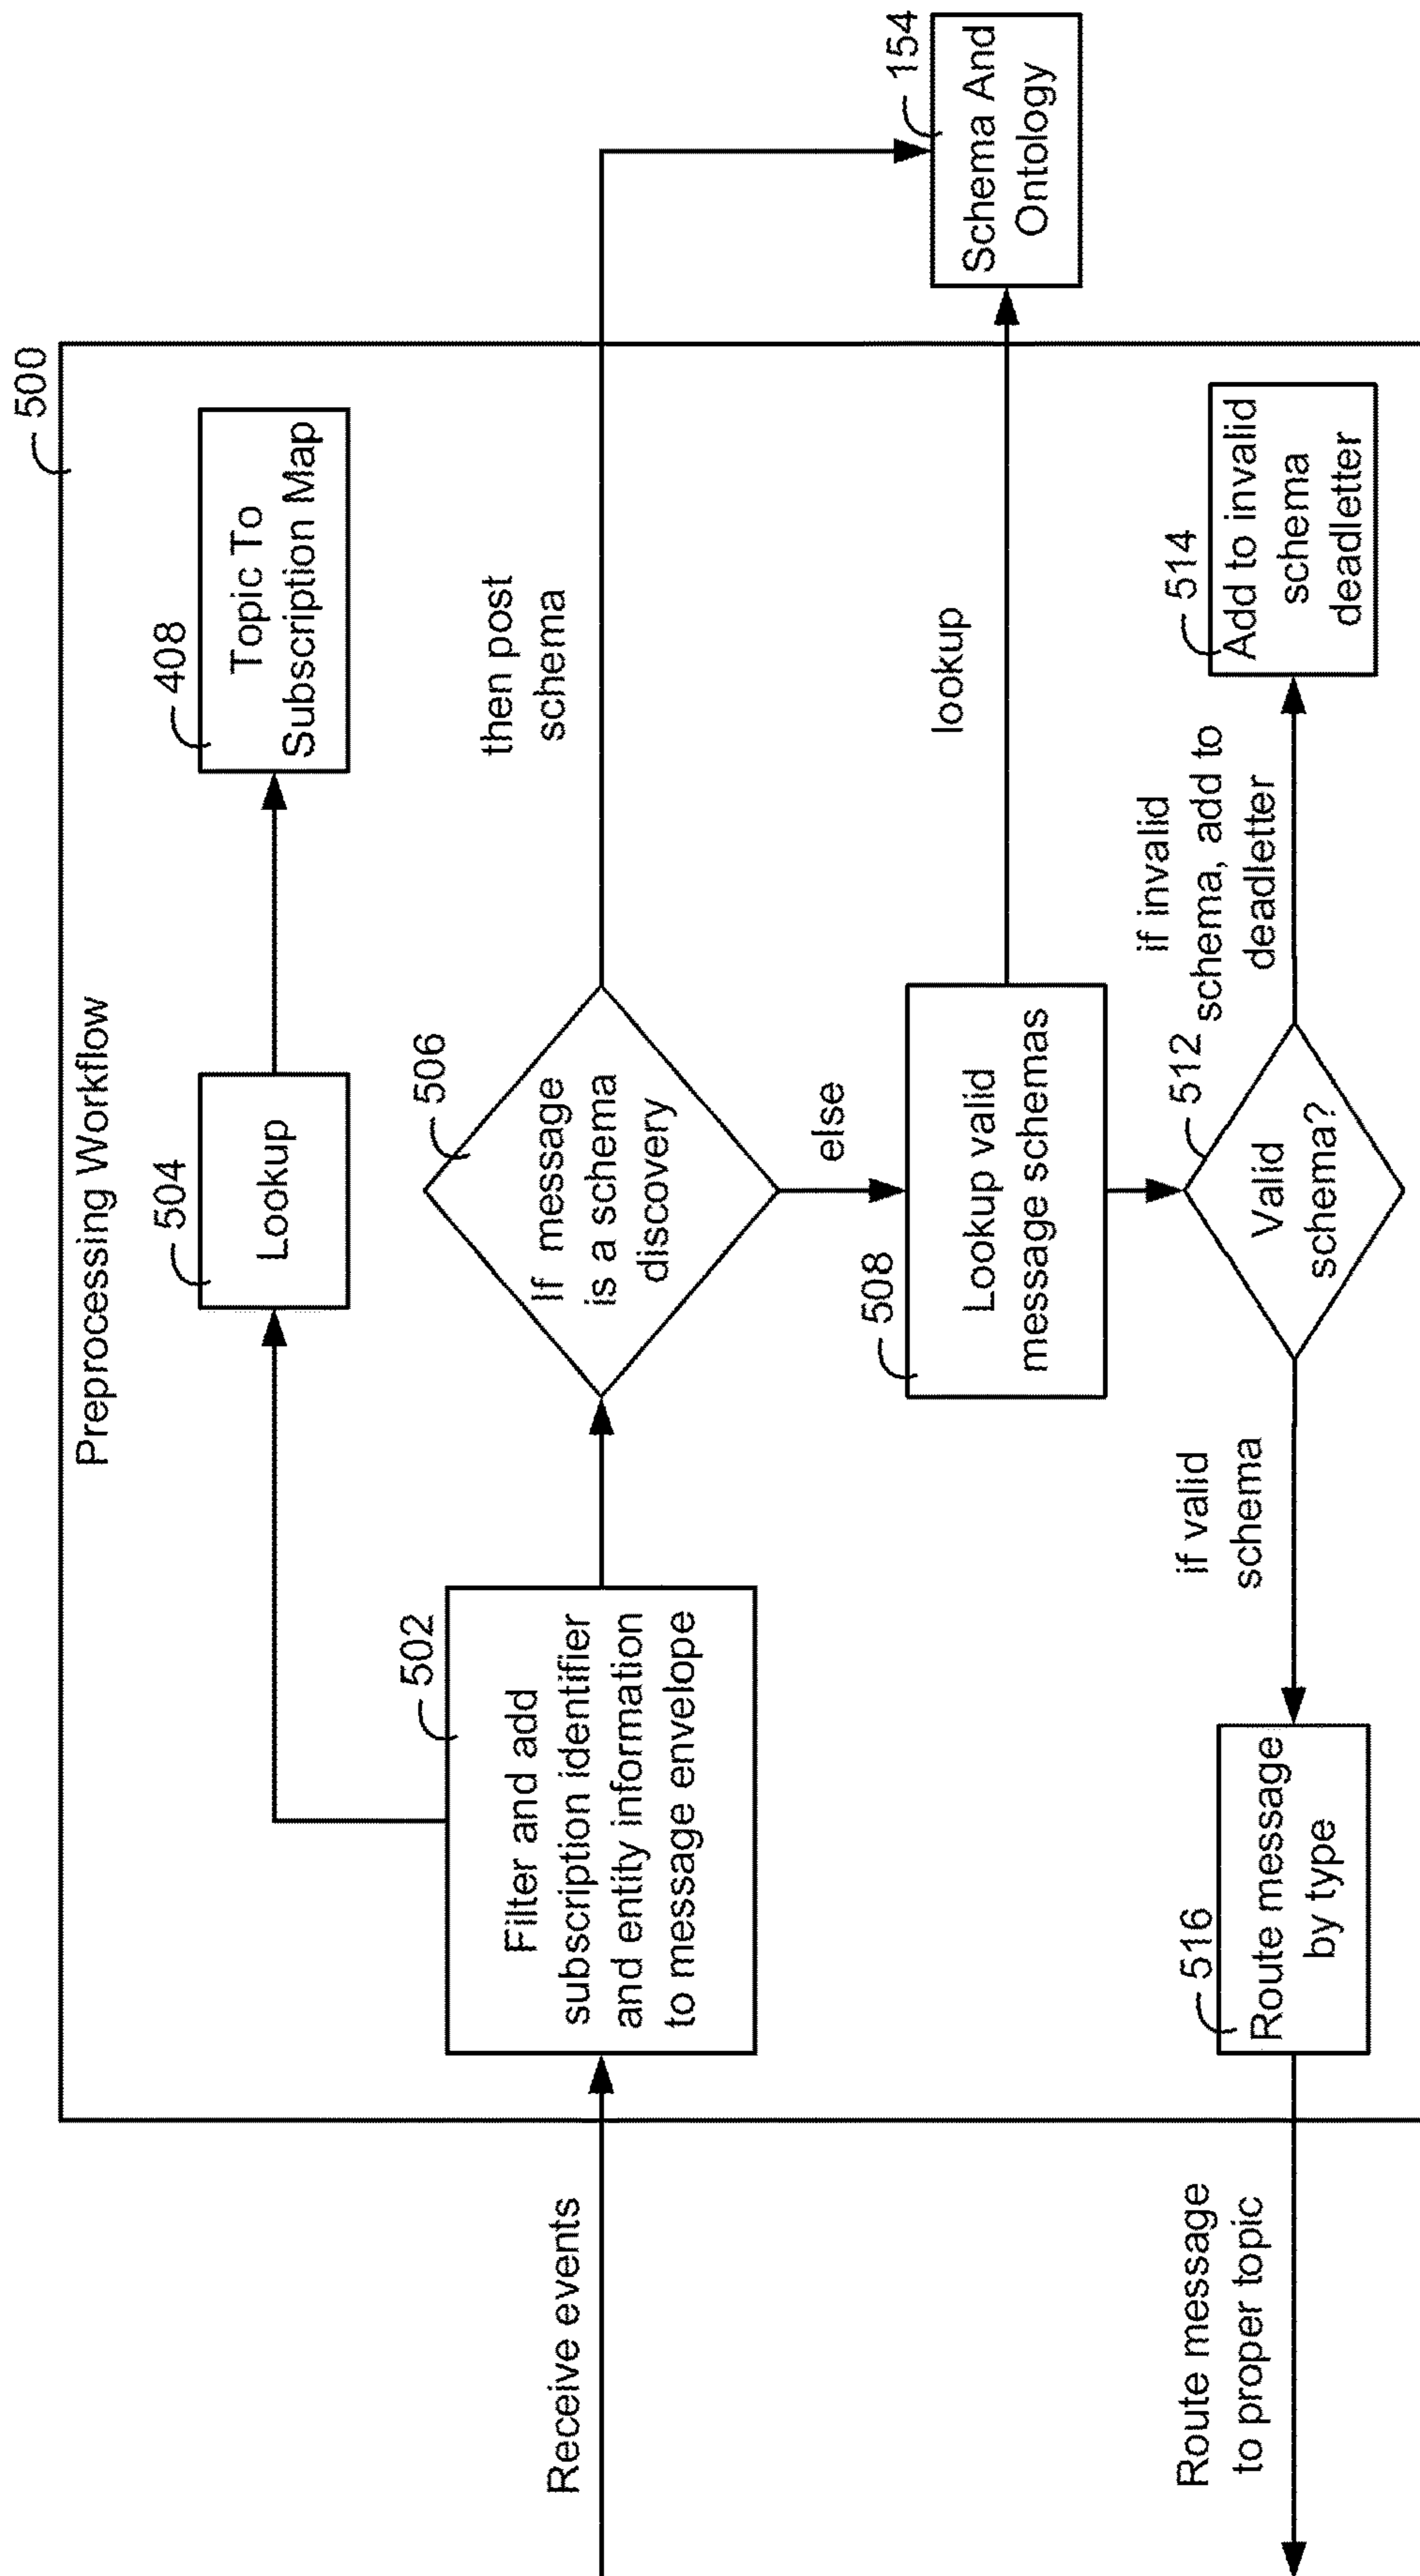 500
Preprocessing Workflow
504
Lookup
408
Topic To
Subscription Map
Receive events
502
Filter and add
subscription identifier
and entity information
to message envelope
506
If message
is a schema
discovery
then post
schema
154
Schema And
Ontology
else
508
Lookup valid
message schemas
lookup
512
Valid
schema?
if invalid
schema, add to
deadletter
514
Add to invalid
schema
deadletter
if valid
schema
516
Route message
by type
Route message
to proper topic